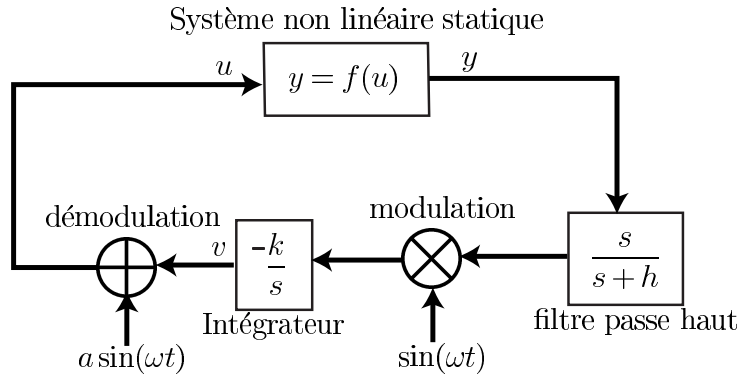 Système non linéaire statique
u
y = f(u)
y
démodulation
modulation
v
-k
s
s
s + h
Intégrateur
filtre passe haut
a sin(ωt)
sin(ωt)